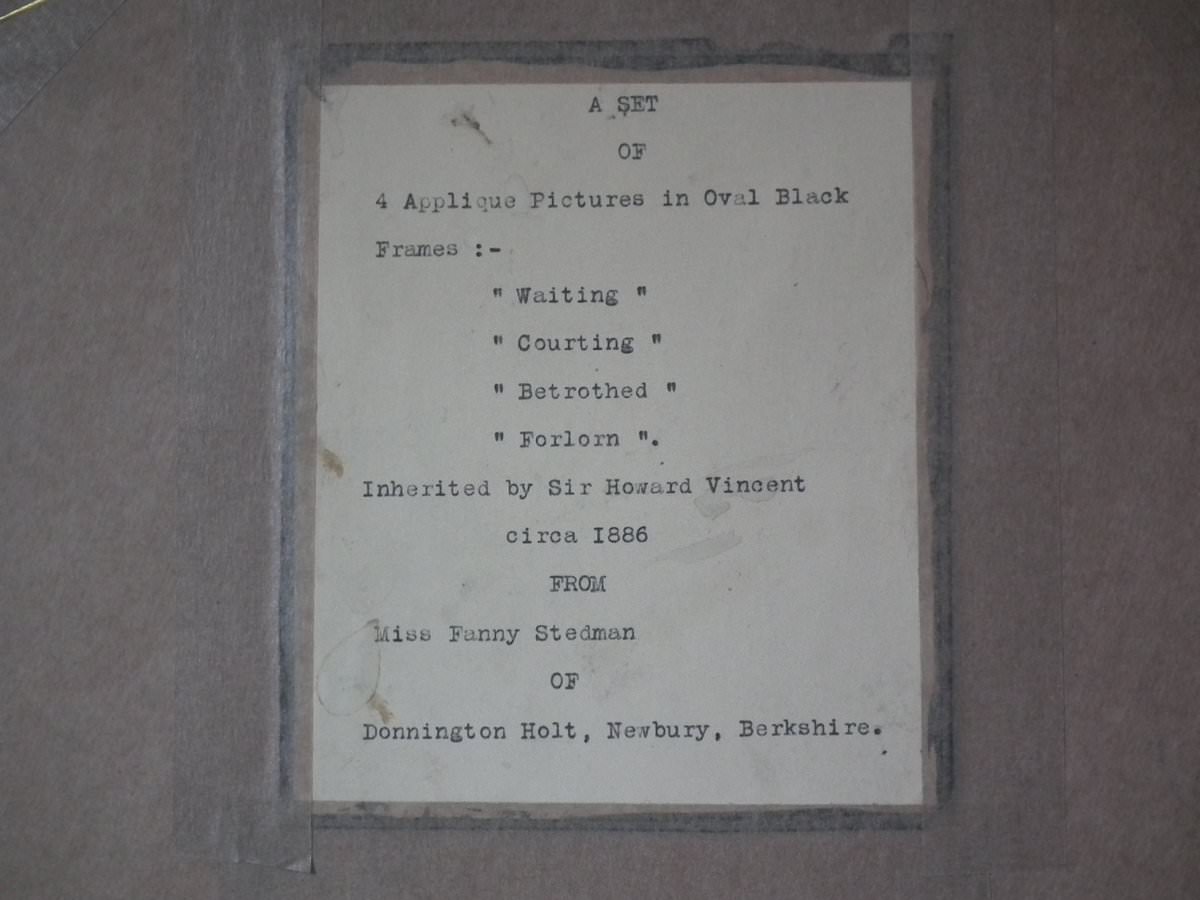 A SET
OF
4 Applique Pictures in Oval Black
Frames :-
" Waiting "
" Courting "
" Betrothed "
" Forlorn ".
Inherited by Sir Howard Vincent
circa I886
FROM
Miss Fanny Stedman
OF
Donnington Holt, Newbury, Berkshire.